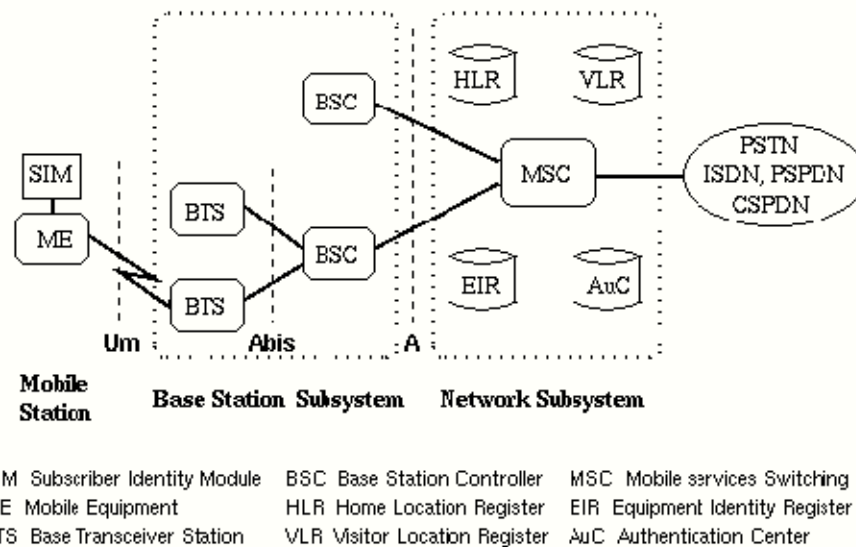 HLR
VLR
BSC
PSTN
ISDN, PSPDN
CSPDN
SIM
MSC
BTS
ME
BSC
EIR
AuC
BTS
Um
Abis
A
Mobile
Station
Base Station Subsystem
Network Subsystem
M Subscriber Identity Module BSC Base Station Controller MSC Mobile services Switching
E Mobile Equipment HLR Home Location Register EIR Equipment Identity Register
TS Base Transceiver Station VLR Visitor Location Register AuC Authentication Center